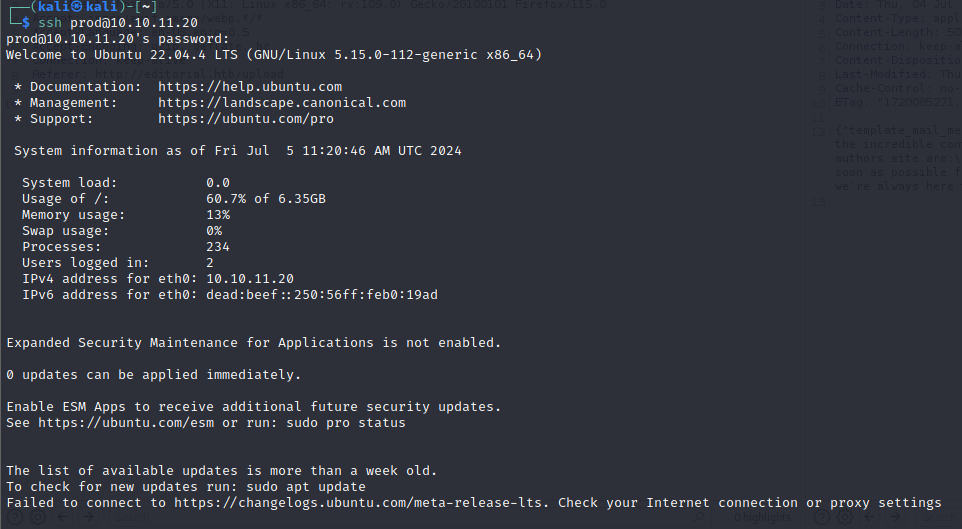 (kali㉿kali)-[~]
$ ssh prod@10.10.11.20
prod@10.10.11.20's password:
Welcome to Ubuntu 22.04.4 LTS (GNU/Linux 5.15.0-112-generic x86_64)
* Documentation: https://help.ubuntu.com
* Management: https://landscape.canonical.com
* Support: https://ubuntu.com/pro
System information as of Fri Jul 5 11:20:46 AM UTC 2024
System load: 0.0
Usage of /: 60.7% of 6.35GB
Memory usage: 13%
Swap usage: 0%
Processes: 234
Users logged in: 2
IPv4 address for eth0: 10.10.11.20
IPv6 address for eth0: dead:beef::250:56ff:feb0:19ad
Expanded Security Maintenance for Applications is not enabled.
0 updates can be applied immediately.
Enable ESM Apps to receive additional future security updates.
See https://ubuntu.com/esm or run: sudo pro status
The list of available updates is more than a week old.
To check for new updates run: sudo apt update
Failed to connect to https://changelogs.ubuntu.com/meta-release-lts. Check your Internet connection or proxy settings